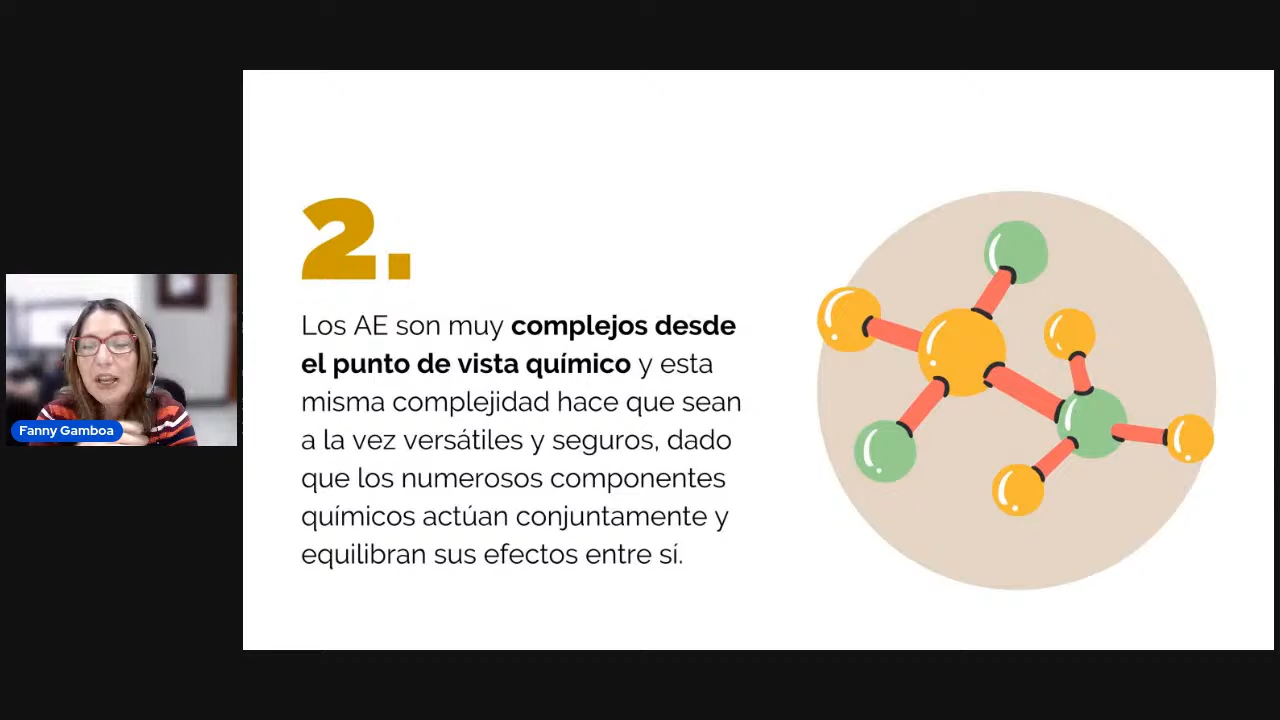 2.
Los AE son muy complejos desde
el punto de vista químico y esta
misma complejidad hace que sean
a la vez versátiles y seguros, dado
que los numerosos componentes
químicos actúan conjuntamente y
equilibran sus efectos entre sí.
Fanny Gamboa